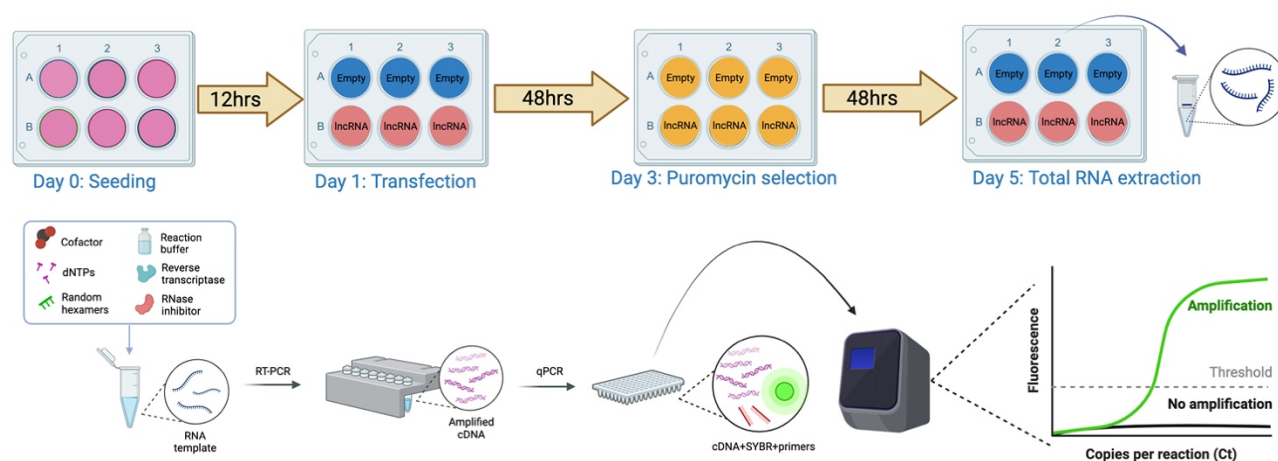 1 2 3
A
B
12hrs
1 2 3
A Empty Empty Empty
B lncRNA lncRNA lncRNA
48hrs
1 2 3
A Empty Empty Empty
B lncRNA lncRNA lncRNA
48hrs
1 2 3
A Empty Empty Empty
B lncRNA lncRNA lncRNA
Day 0: Seeding
Day 1: Transfection
Day 3: Puromycin selection
Day 5: Total RNA extraction
Cofactor
Reaction
buffer
dNTPs
Reverse
transcriptase
Random
hexamers
RNase
inhibitor
RNA
template
RT-PCR
Amplified
cDNA
qPCR
cDNA+SYBR+primers
Fluorescence
Amplification
Threshold
No amplification
Copies per reaction (Ct)